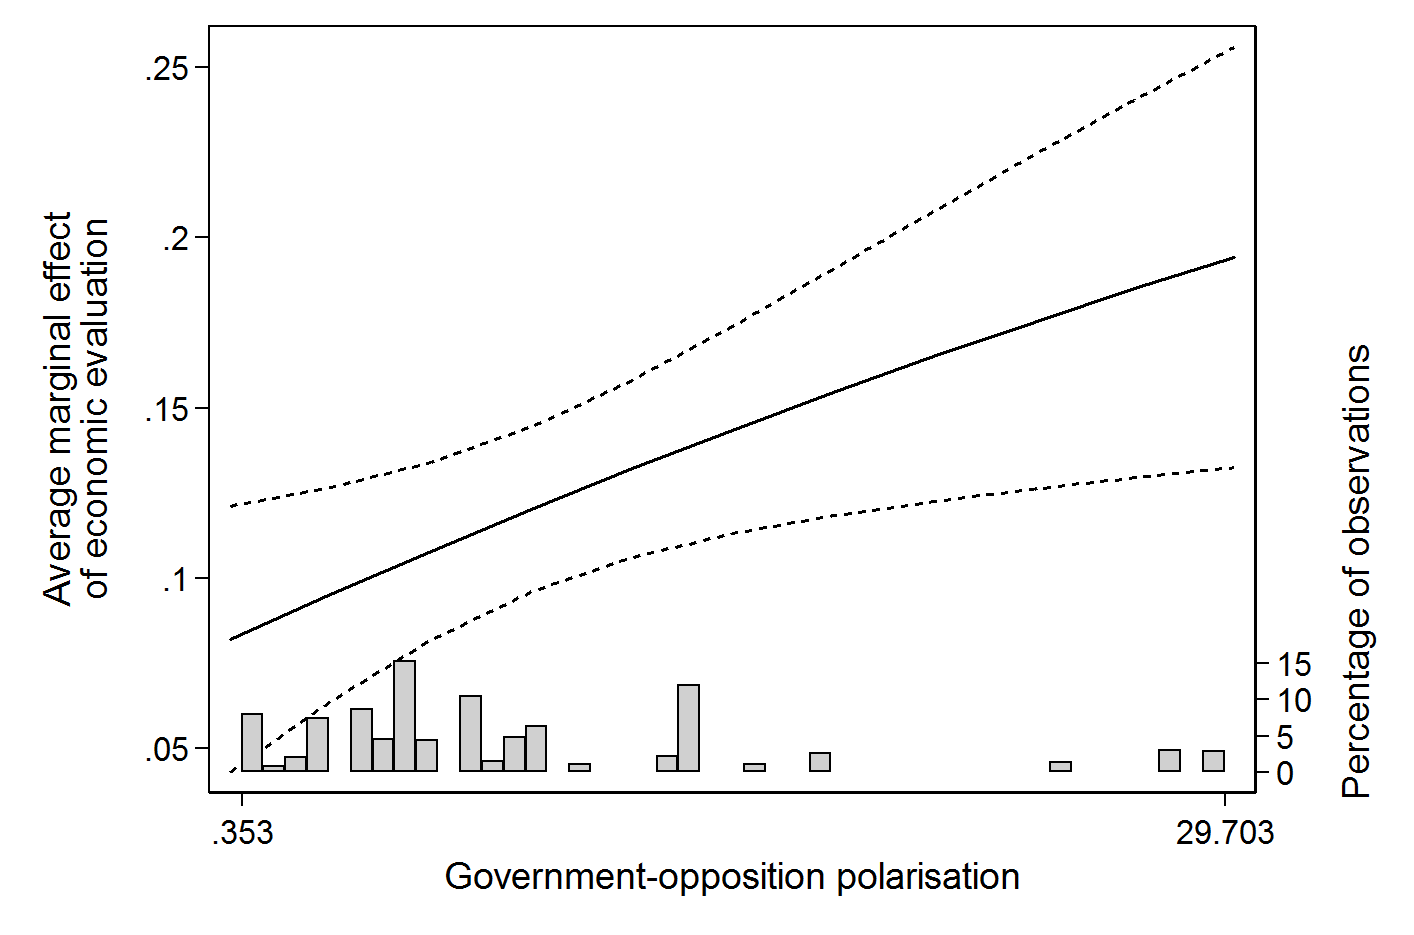 Average marginal effect
of economic evaluation
.25
.2
.15
.1
.05
15
10
5
0
Percentage of observations
.353
29.703
Government-opposition polarisation